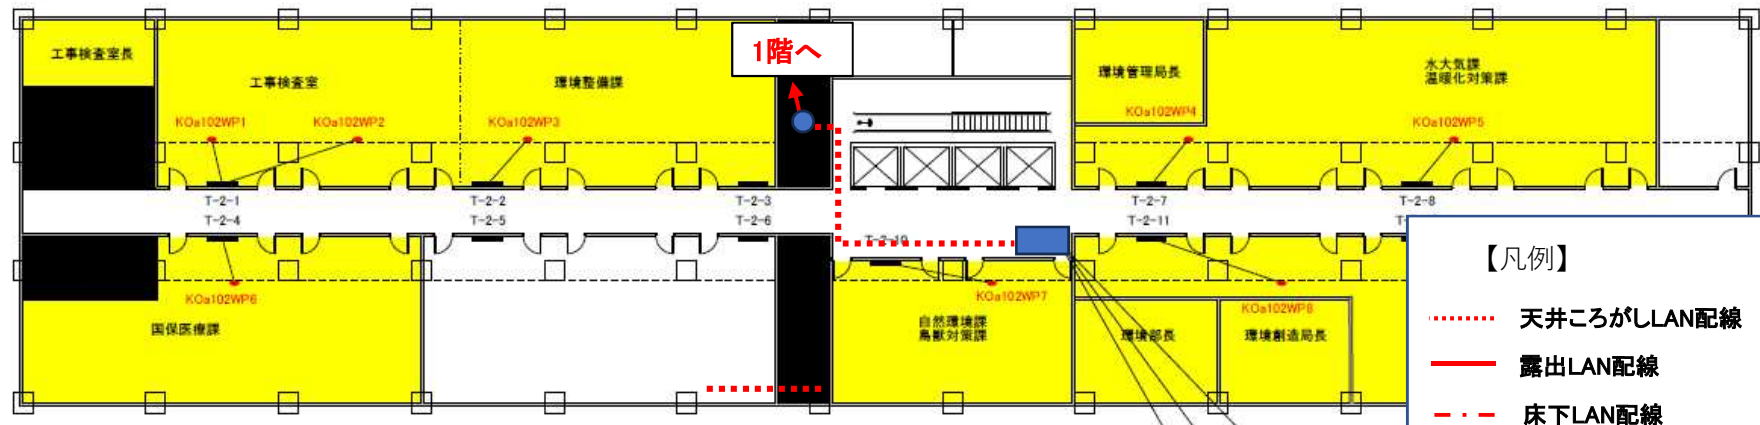 工事検査室長
工事検査室
環境整備課
1階へ
環境管理局長
水大気課
温暖化対策課
KOa102WP1
KOa102WP2
KOa102WP3
KOa102WP4
KOa102WP5
T-2-1
T-2-2
T-2-3
T-2-7
T-2-8
T-2-4
T-2-5
T-2-6
T-2-11
T-2-10
KOa102WP6
KOa102WP7
KOa102WP8
国保医療課
自然環境課
鳥獣対策課
環境部長
環境創造局長
【凡例】
天井ころがしLAN配線
露出LAN配線
床下LAN配線